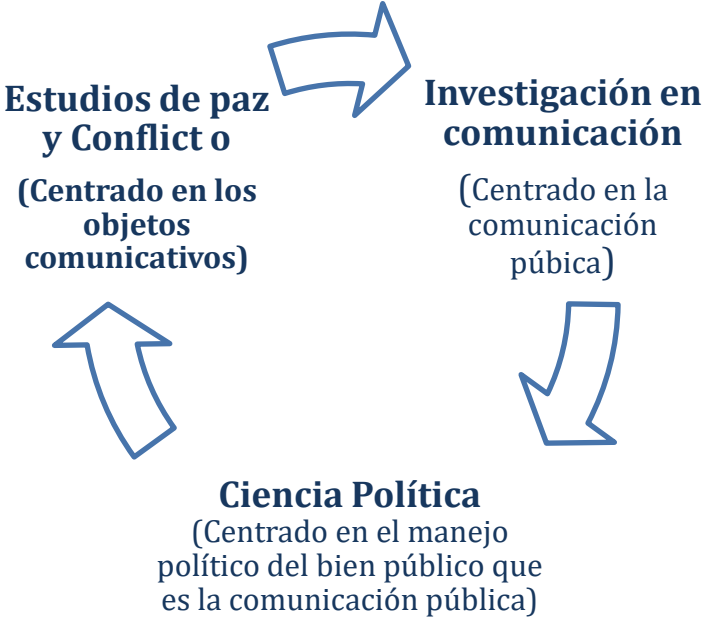 Estudios de paz
y Conflict o
(Centrado en los
objetos
comunicativos)
Investigación en
comunicación
(Centrado en la
comunicación
púbica)
Ciencia Política
(Centrado en el manejo
político del bien público que
es la comunicación pública)